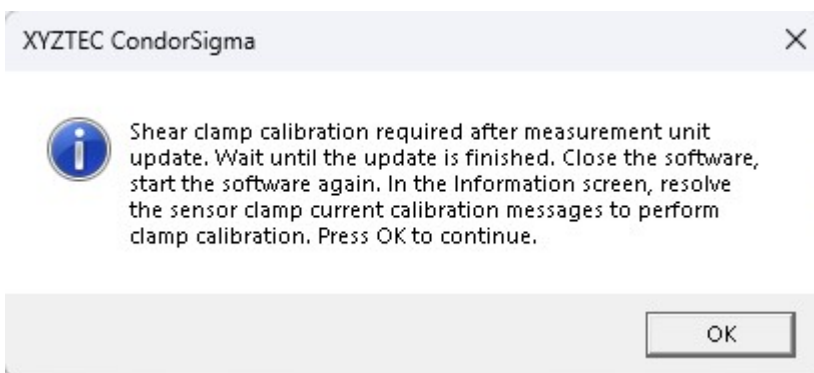 XYZTEC CondorSigma
Shear clamp calibration required after measurement unit
update. Wait until the update is finished. Close the software,
start the software again. In the Information screen, resolve
the sensor clamp current calibration messages to perform
clamp calibration. Press OK to continue.
OK